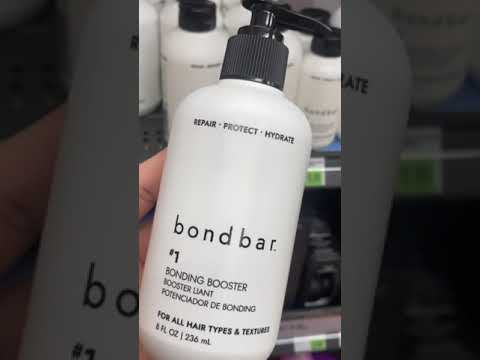 REPAIR · PROTECT · HYDRATE
bondbar™
#1
BONDING BOOSTER
BOOSTER LIANT
POTENCIADOR DE BONDING
FOR ALL HAIR TYPES & TEXTURES
8 FL OZ | 236 mL